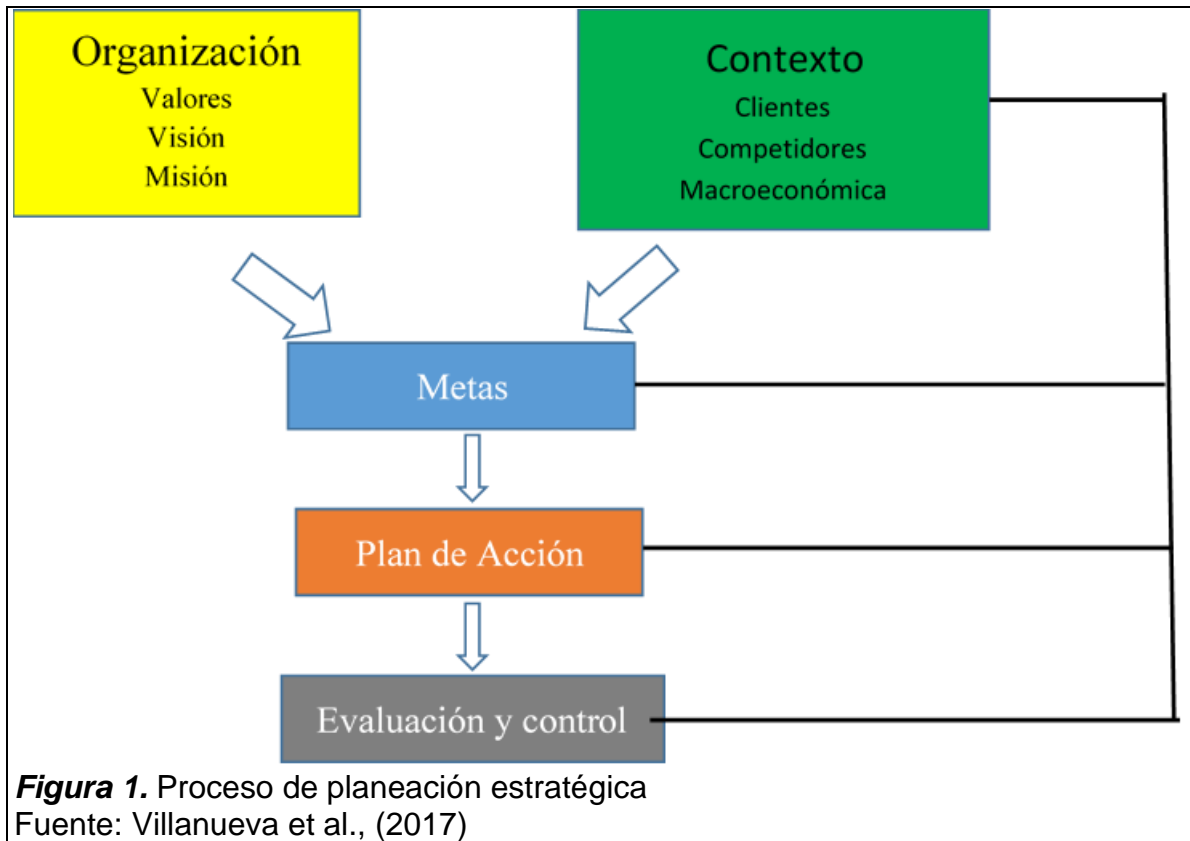 Organización
Valores
Visión
Misión
Contexto
Clientes
Competidores
Macroeconómica
Metas
Plan de Acción
Evaluación y control
Figura 1. Proceso de planeación estratégica
Fuente: Villanueva et al., (2017)